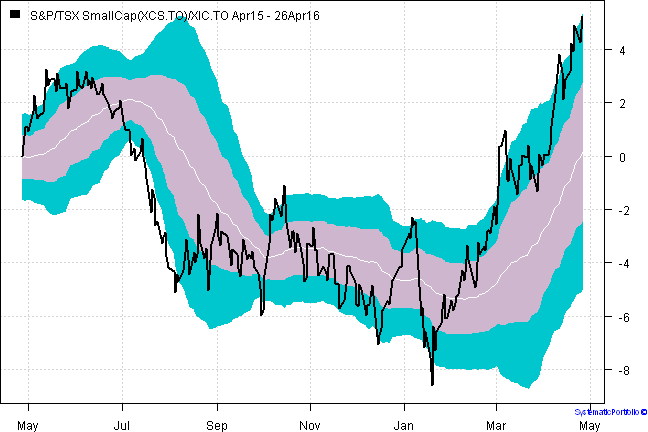 S&P/TSX SmallCap(XCS.TO)/XIC.TO Apr15 - 26Apr16
4
2
0
-2
-4
-6
-8
May Jul Sep Nov Jan Mar May
SystematicPortfolio ©